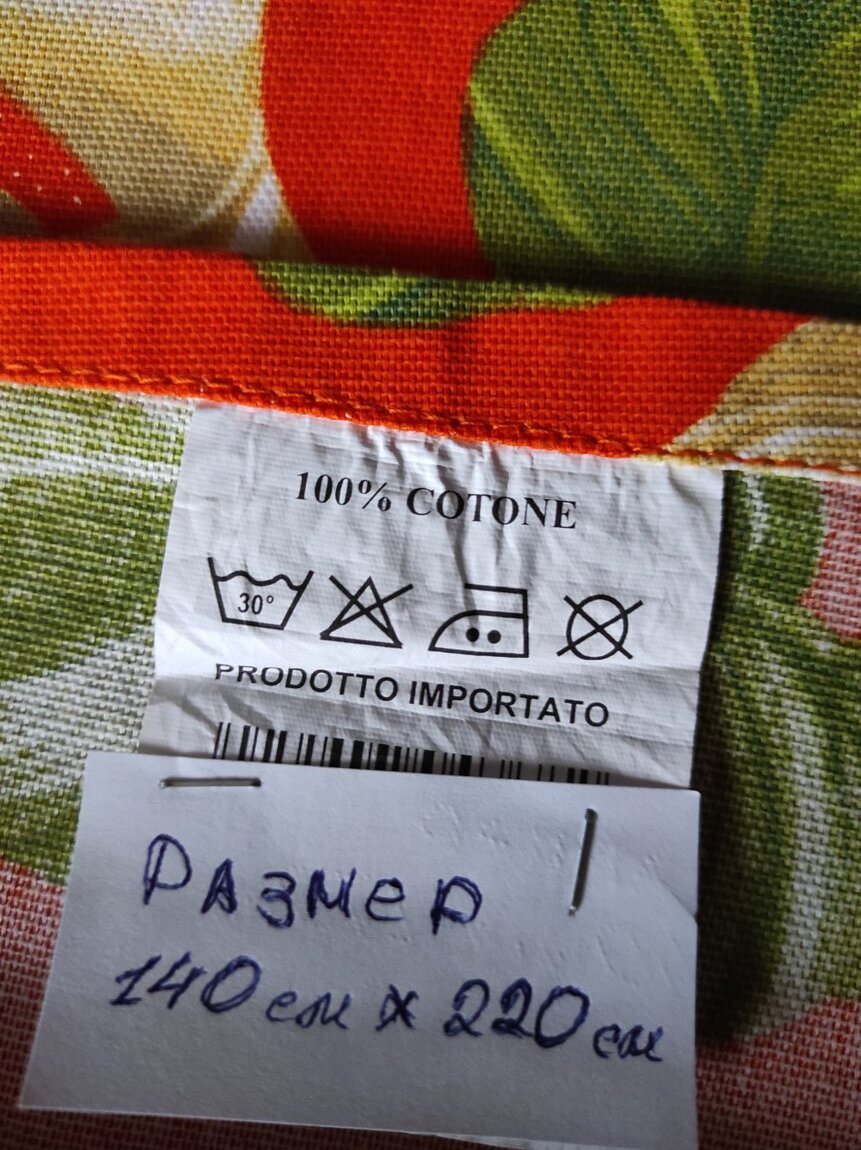 100% COTONE
30°
PRODOTTO IMPORTATO
Размер
140 см х 220 см